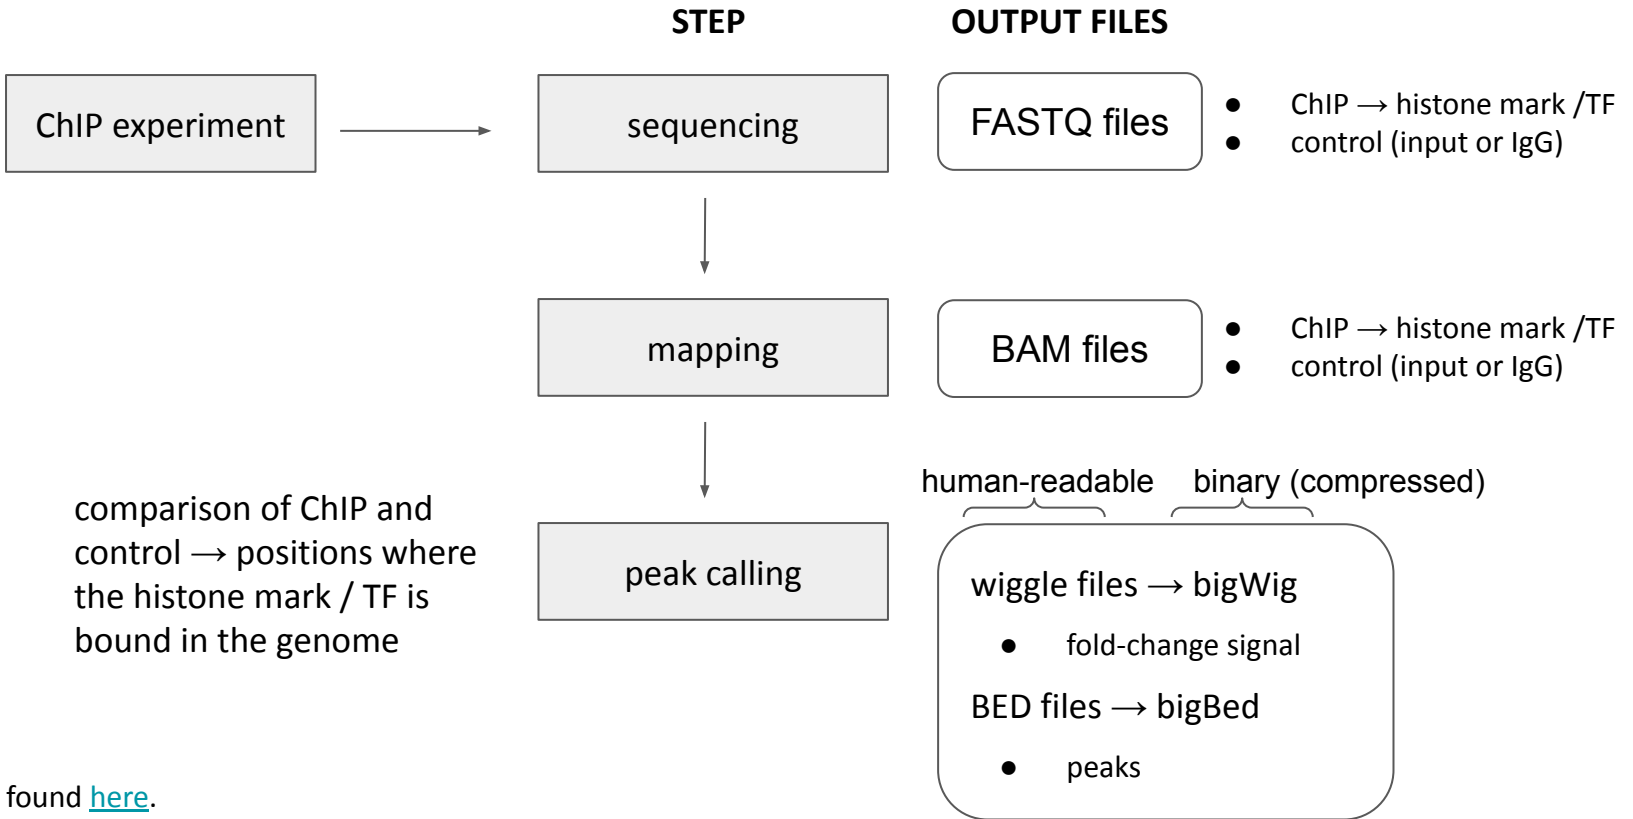 STEP
OUTPUT FILES
ChIP experiment
sequencing
FASTQ files
● ChIP → histone mark /TF
● control (input or IgG)
mapping
BAM files
● ChIP → histone mark /TF
● control (input or IgG)
comparison of ChIP and
control → positions where
the histone mark / TF is
bound in the genome
peak calling
human-readable
binary (compressed)
wiggle files → bigWig
● fold-change signal
BED files → bigBed
● peaks
found here.